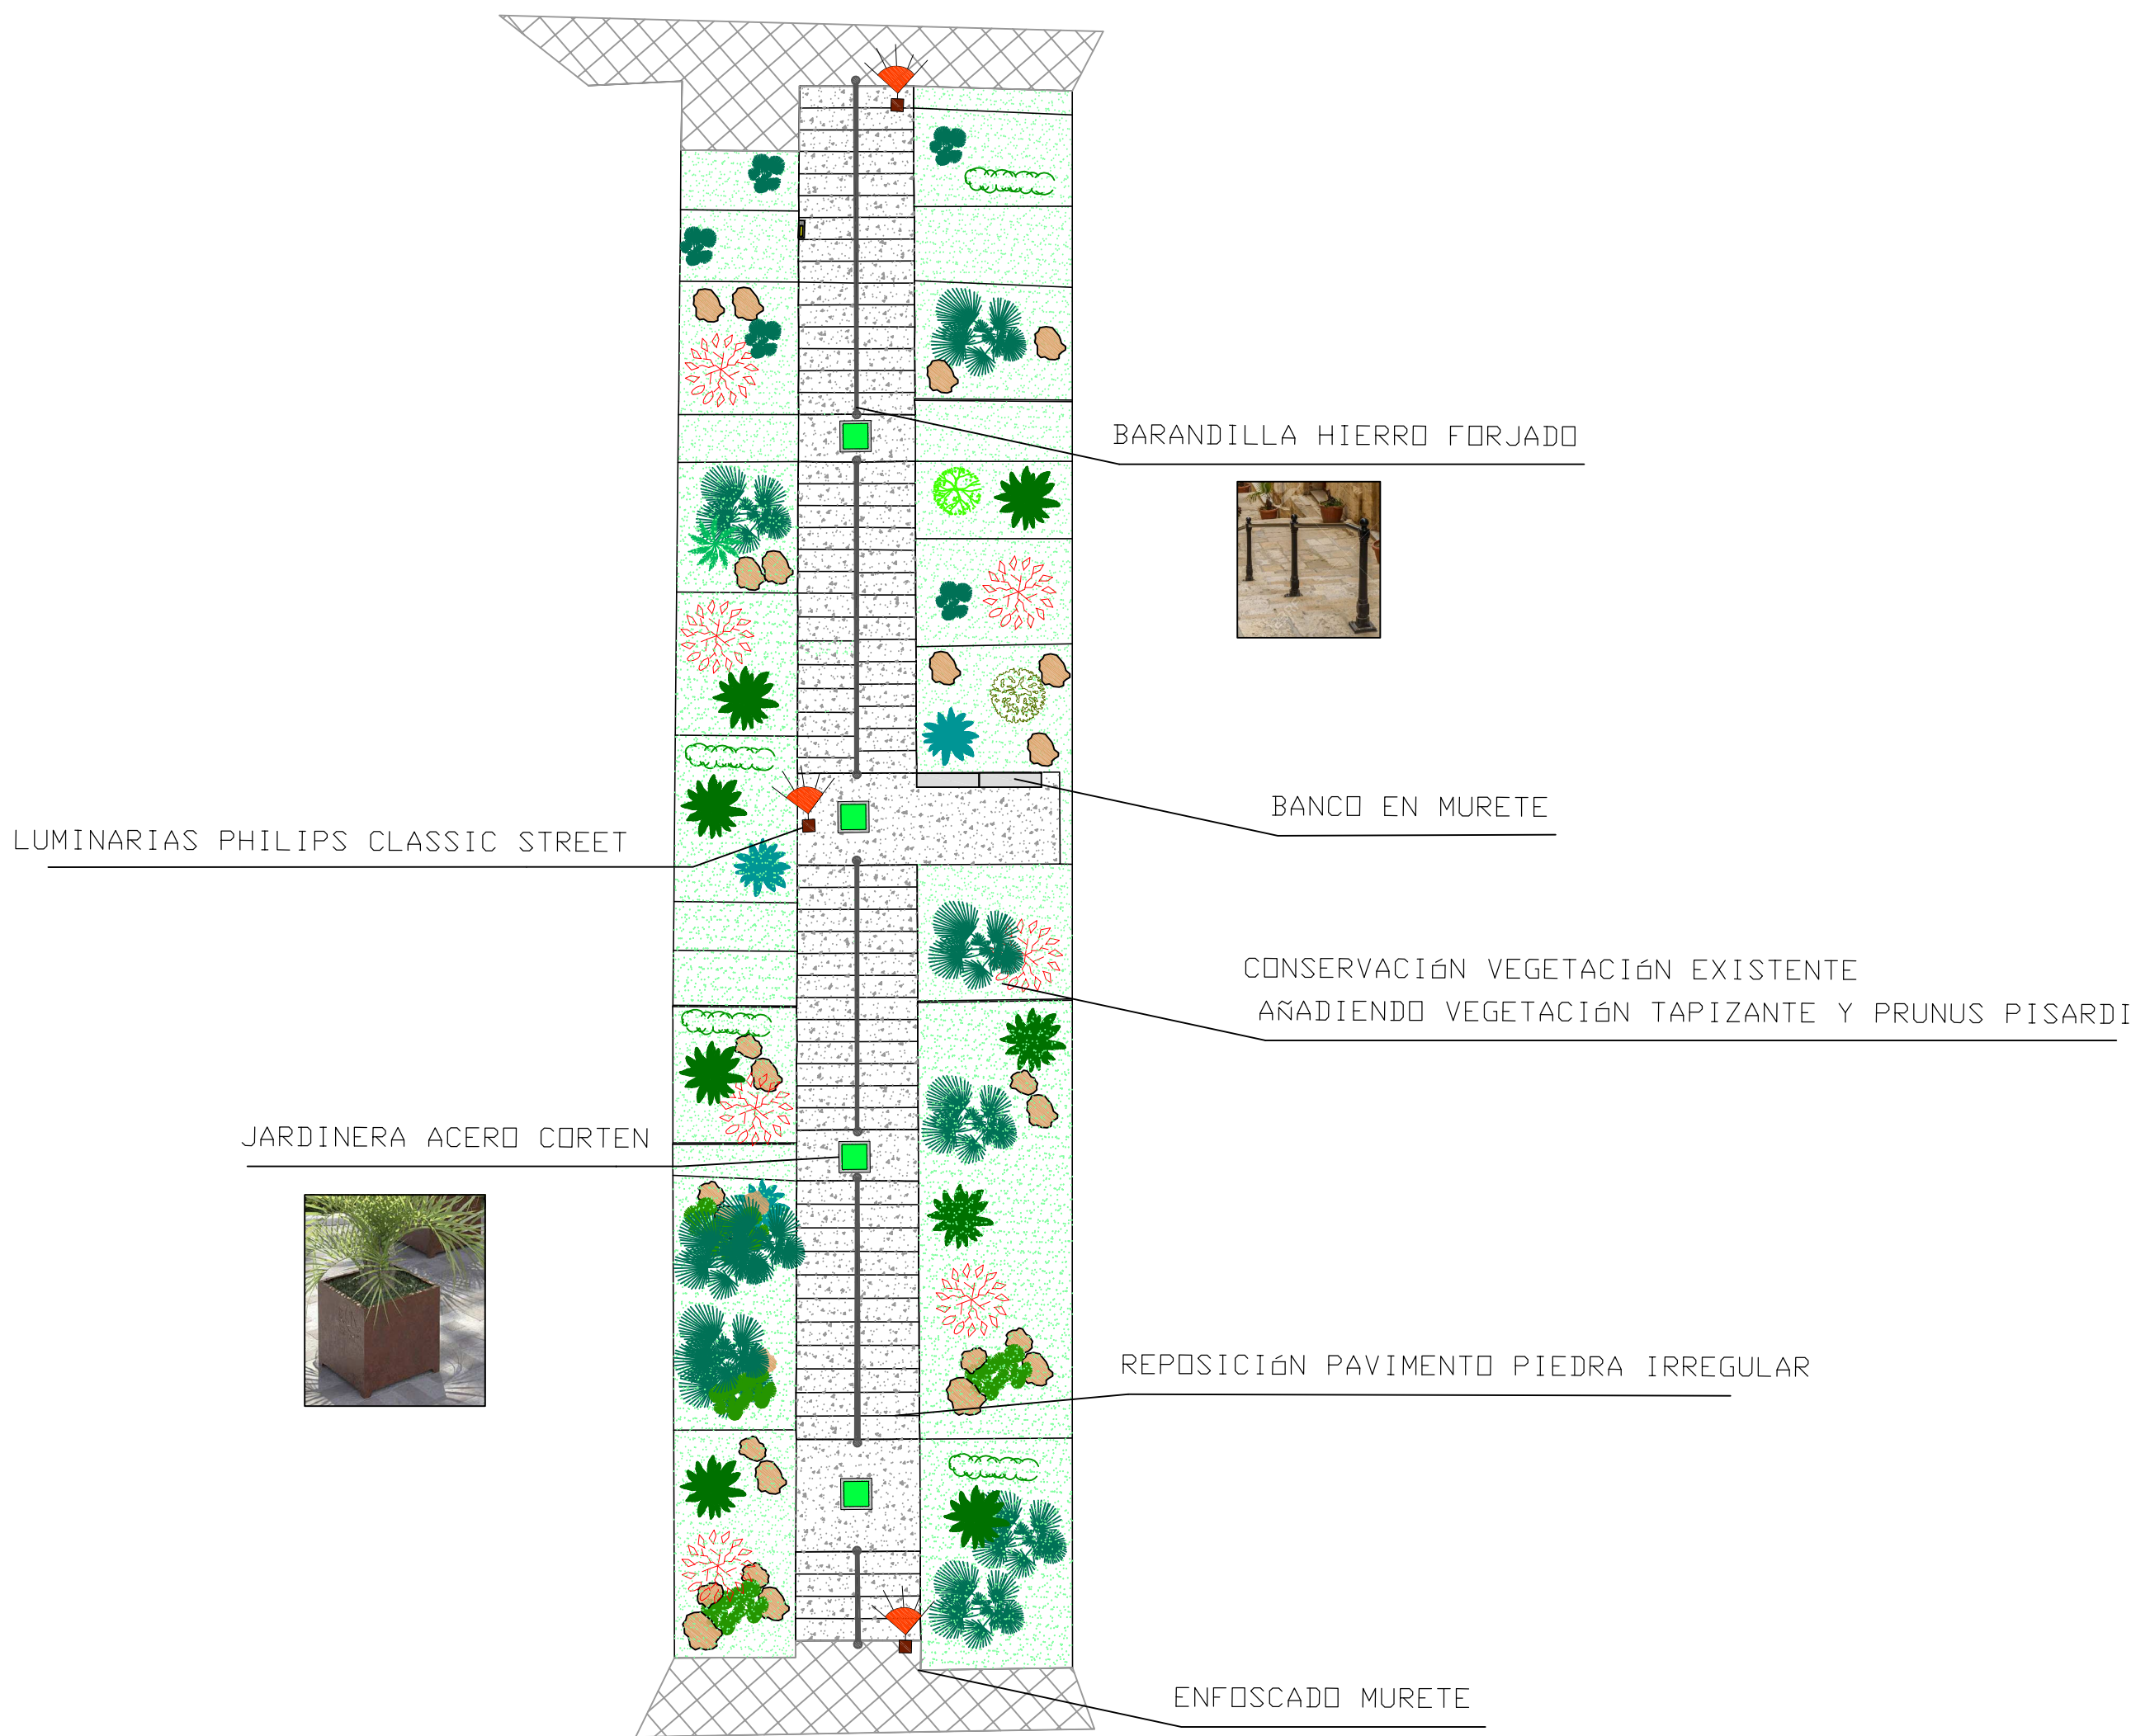 BARANDILLA HIERRO FORJADO
BANCO EN MURETE
LUMINARIAS PHILIPS CLASSIC STREET
CONSERVACIóN VEGETACIóN EXISTENTE
AÑADIENDO VEGETACIóN TAPIZANTE Y PRUNUS PISARDI
JARDINERA ACERO CORTEN
REPOSICIóN PAVIMENTO PIEDRA IRREGULAR
ENFOSCADO MURETE